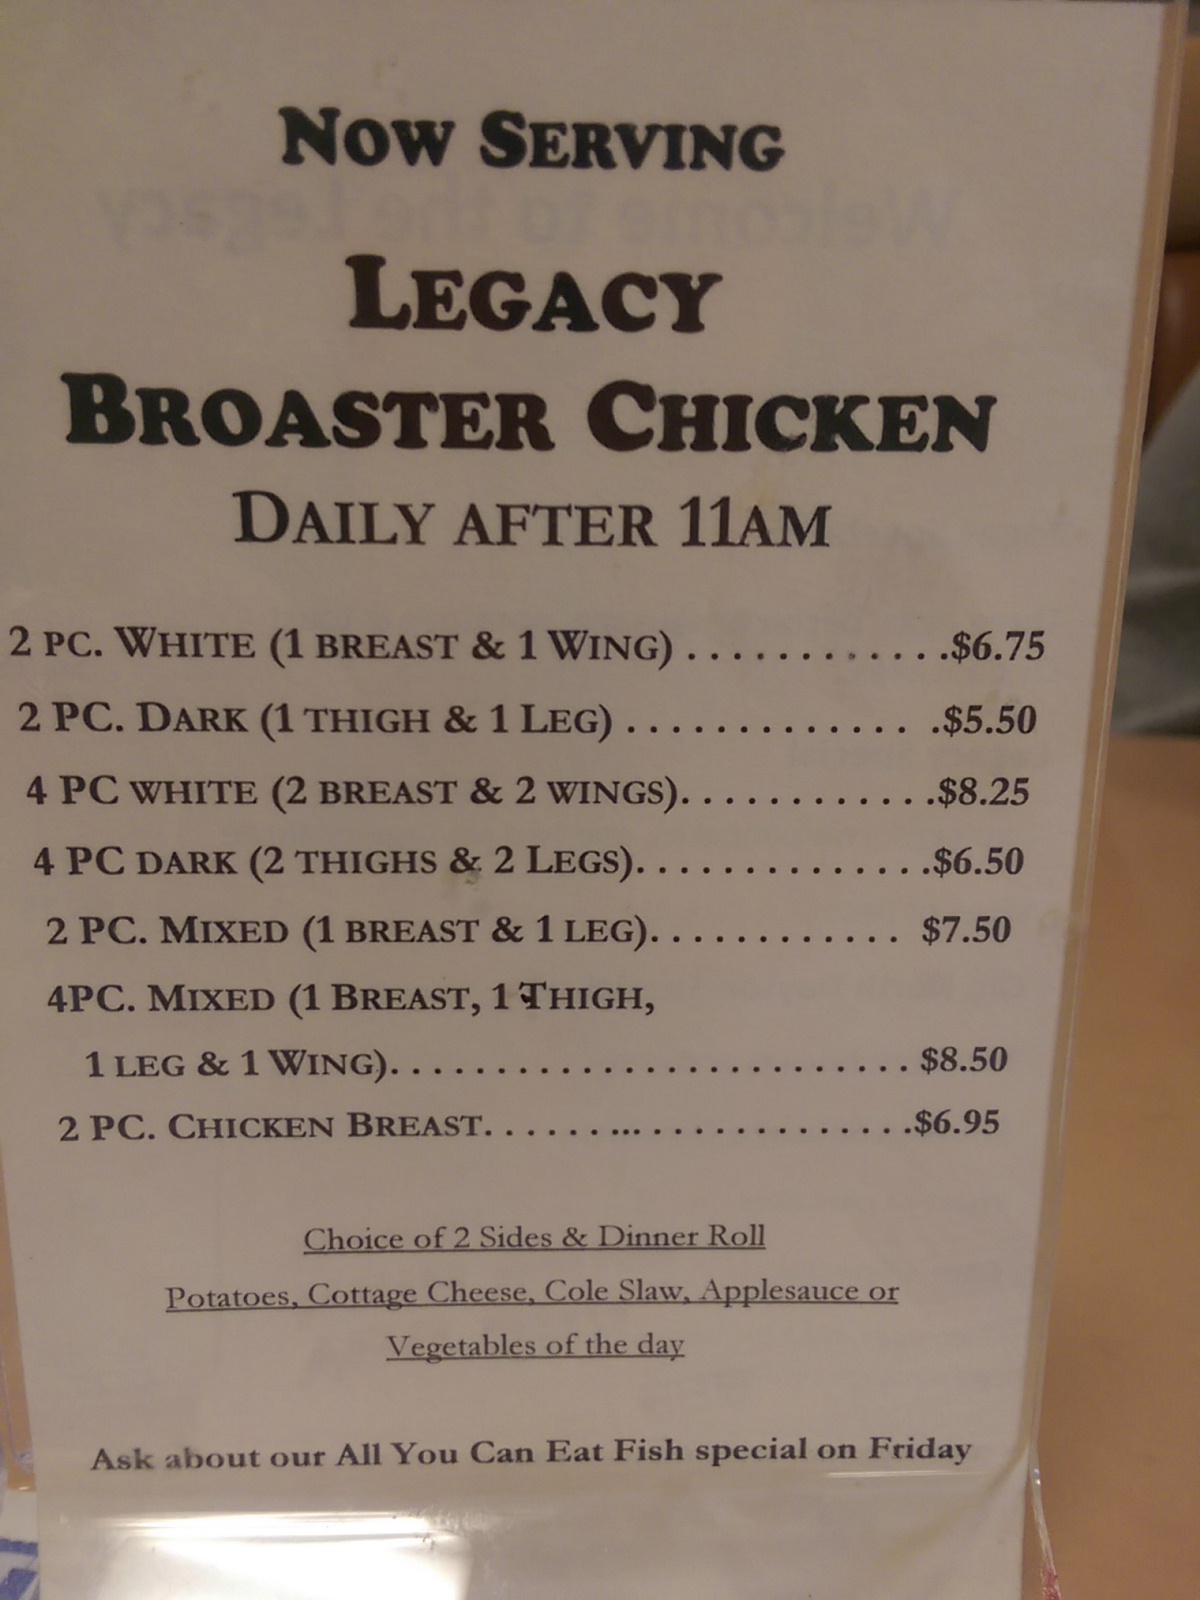 NOW SERVING
Welcome to the Legacy
LEGACY
BROASTER CHICKEN
DAILY AFTER 11AM
2 PC. WHITE (1 BREAST & 1 WING) . . . . . . . . . . . .$6.75
2 PC. DARK (1 THIGH & 1 LEG) . . . . . . . . . . . . . .$5.50
4 PC WHITE (2 BREAST & 2 WINGS). . . . . . . . . . . .$8.25
4 PC DARK (2 THIGHS & 2 LEGS). . . . . . . . . . . . . .$6.50
2 PC. MIXED (1 BREAST & 1 LEG). . . . . . . . . . . . $7.50
4PC. MIXED (1 BREAST, 1 THIGH,
1 LEG & 1 WING). . . . . . . . . . . . . . . . . . . . . . . . . $8.50
2 PC. CHICKEN BREAST. . . . . . ... . . . . . . . . . . . . .$6.95
Choice of 2 Sides & Dinner Roll
Potatoes, Cottage Cheese, Cole Slaw, Applesauce or
Vegetables of the day
Ask about our All You Can Eat Fish special on Friday